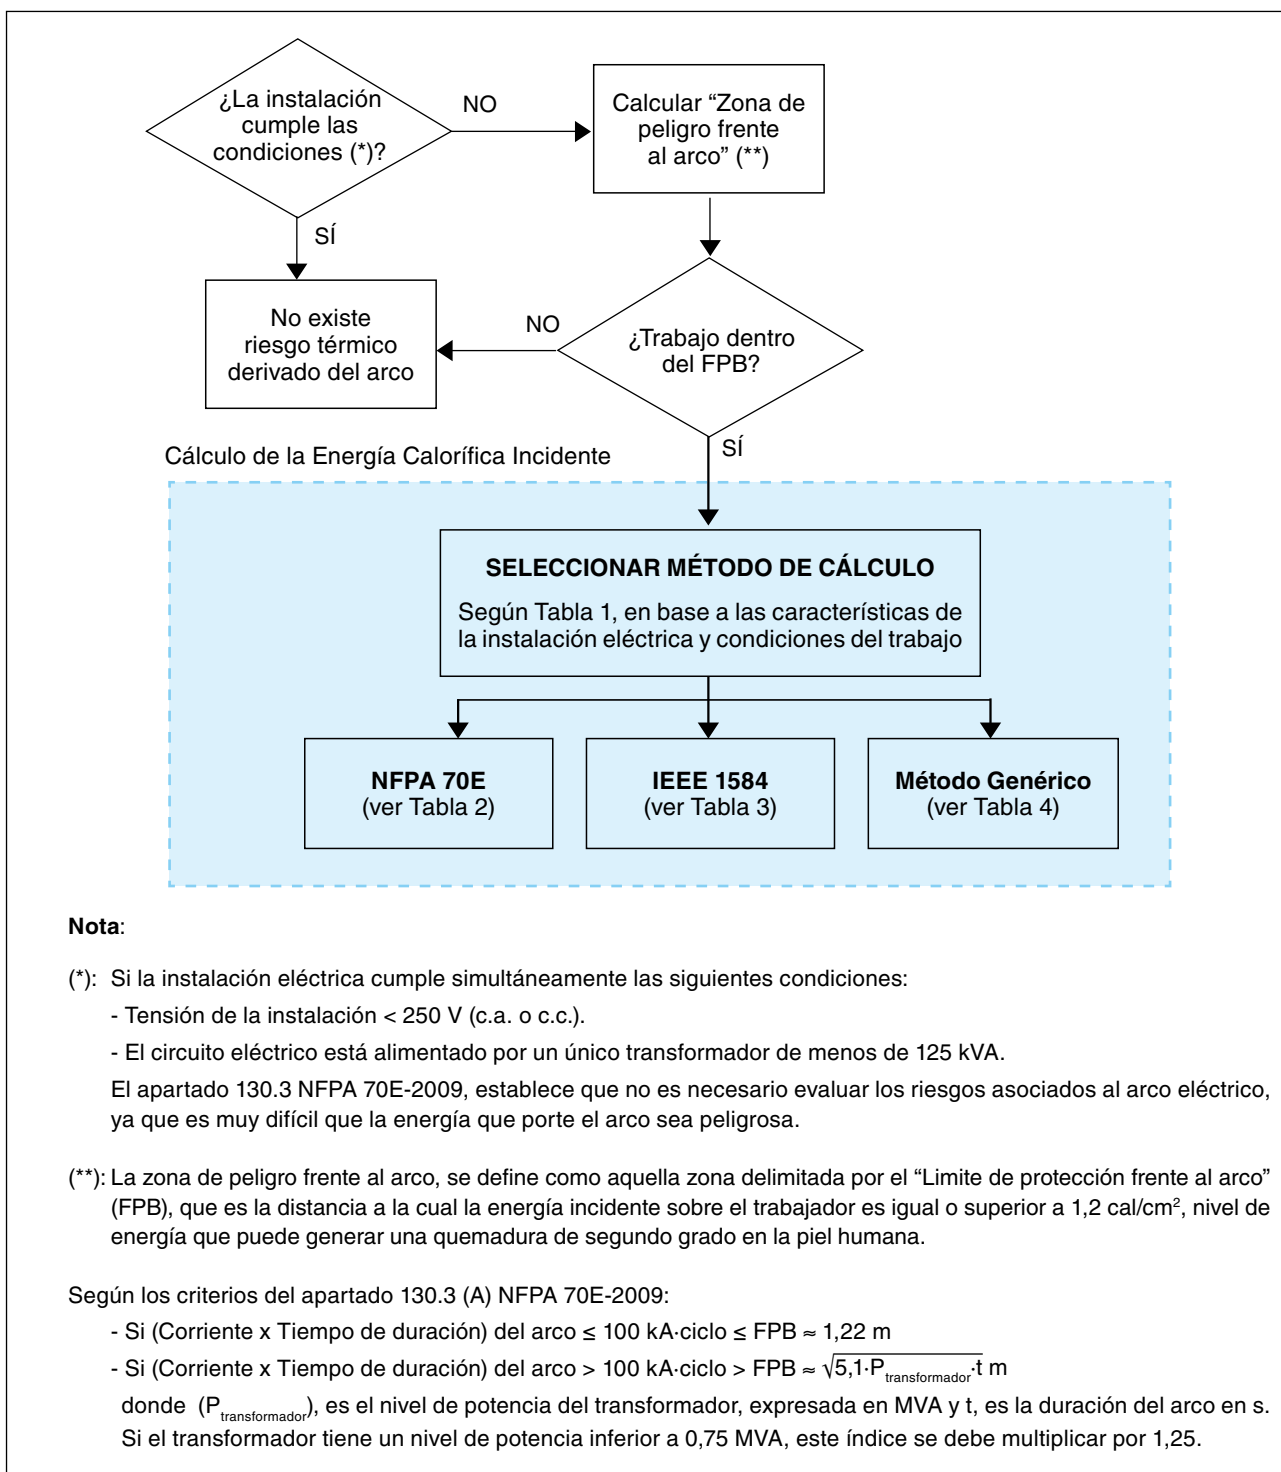 ¿La instalación
cumple las
condiciones (*)?
NO
Calcular “Zona de
peligro frente
al arco” (**)
SÍ
No existe
riesgo térmico
derivado del arco
NO
¿Trabajo dentro
del FPB?
SÍ
Cálculo de la Energía Calorífica Incidente
SELECCIONAR MÉTODO DE CÁLCULO
Según Tabla 1, en base a las características de
la instalación eléctrica y condiciones del trabajo
NFPA 70E
(ver Tabla 2)
IEEE 1584
(ver Tabla 3)
Método Genérico
(ver Tabla 4)
Nota:
(*): Si la instalación eléctrica cumple simultáneamente las siguientes condiciones:
- Tensión de la instalación < 250 V (c.a. o c.c.).
- El circuito eléctrico está alimentado por un único transformador de menos de 125 kVA.
El apartado 130.3 NFPA 70E-2009, establece que no es necesario evaluar los riesgos asociados al arco eléctrico,
ya que es muy difícil que la energía que porte el arco sea peligrosa.
(**): La zona de peligro frente al arco, se define como aquella zona delimitada por el “Limite de protección frente al arco”
(FPB), que es la distancia a la cual la energía incidente sobre el trabajador es igual o superior a 1,2 cal/cm², nivel de
energía que puede generar una quemadura de segundo grado en la piel humana.
Según los criterios del apartado 130.3 (A) NFPA 70E-2009:
- Si (Corriente x Tiempo de duración) del arco ≤ 100 kA·ciclo ≤ FPB ≈ 1,22 m
- Si (Corriente x Tiempo de duración) del arco > 100 kA·ciclo > FPB ≈ √5,1·P transformador·t m
donde (P transformador), es el nivel de potencia del transformador, expresada en MVA y t, es la duración del arco en s.
Si el transformador tiene un nivel de potencia inferior a 0,75 MVA, este índice se debe multiplicar por 1,25.